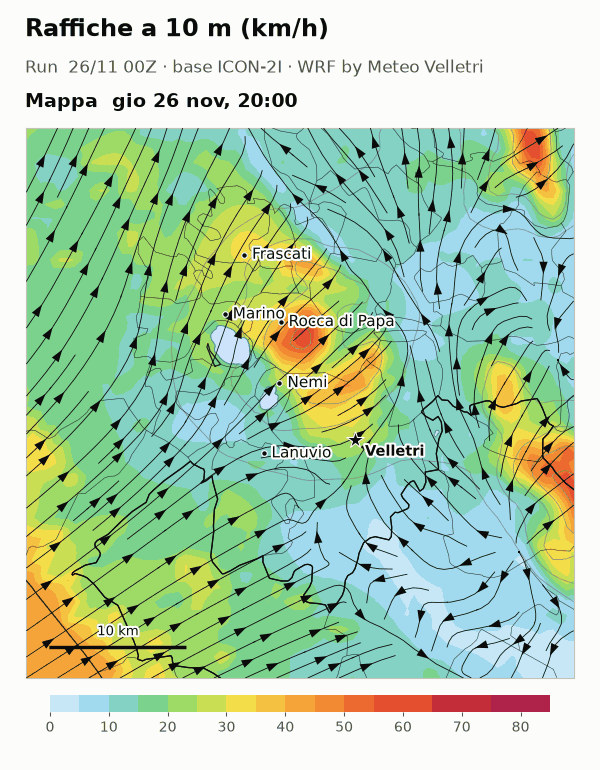 Raffiche a 10 m (km/h)
Run  26/11 00Z · base ICON-2I · WRF by Meteo Velletri
Mappa  gio 26 nov, 20:00
Frascati
Marino
Rocca di Papa
Nemi
Velletri
Lanuvio
10 km
0 10 20 30 40 50 60 70 80